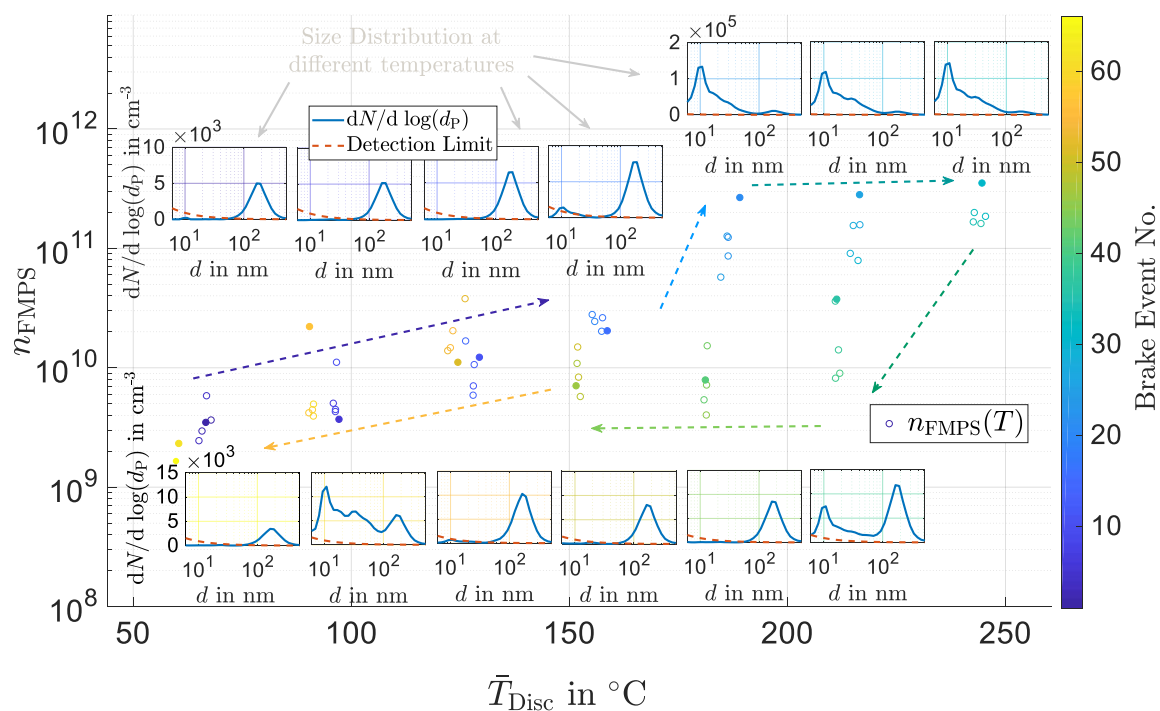 Size Distribution at
different temperatures
dN/d log(d_P)
Detection Limit
dN/d log(d_P) in cm^-3
×10^3
10
5
0
10^1 10^2
d in nm
10^1 10^2
d in nm
10^1 10^2
d in nm
10^1 10^2
d in nm
×10^5
2
1
0
10^1 10^2
d in nm
10^1 10^2
d in nm
10^1 10^2
d in nm
n_FMPS(T)
dN/d log(d_P) in cm^-3
×10^3
15
10
5
0
10^1 10^2
d in nm
10^1 10^2
d in nm
10^1 10^2
d in nm
10^1 10^2
d in nm
10^1 10^2
d in nm
10^1 10^2
d in nm
n_FMPS
10^12
10^11
10^10
10^9
10^8
50 100 150 200 250
T̄_Disc in °C
60
50
40
30
20
10
Brake Event No.